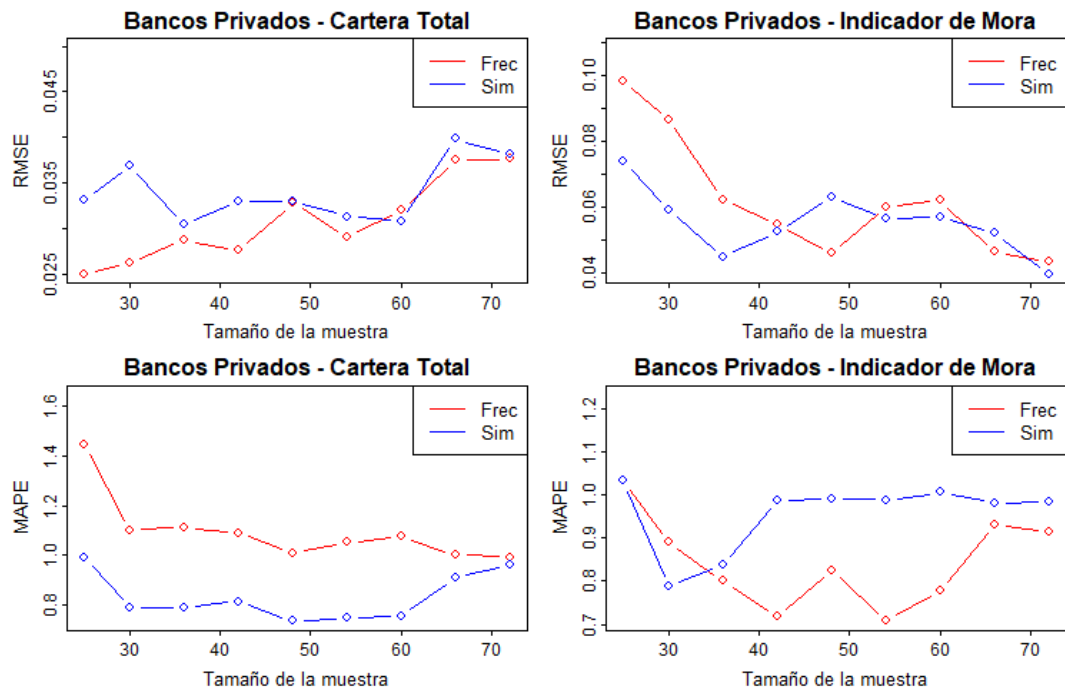 Bancos Privados - Cartera Total
Frec
Sim
RMSE
0.025 0.035 0.045
30 40 50 60 70
Tamaño de la muestra
Bancos Privados - Indicador de Mora
Frec
Sim
RMSE
0.04 0.06 0.08 0.10
30 40 50 60 70
Tamaño de la muestra
Bancos Privados - Cartera Total
Frec
Sim
MAPE
0.8 1.0 1.2 1.4 1.6
30 40 50 60 70
Tamaño de la muestra
Bancos Privados - Indicador de Mora
Frec
Sim
MAPE
0.7 0.8 0.9 1.0 1.1 1.2
30 40 50 60 70
Tamaño de la muestra